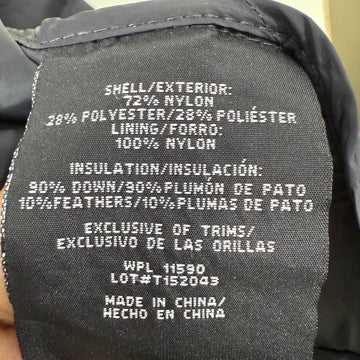 SHELL/EXTERIOR:
72% NYLON
28% POLYESTER/28% POLIÉSTER
LINING/FORRO:
100% NYLON
INSULATION/INSULACIÓN:
90% DOWN/90% PLUMÓN DE PATO
10% FEATHERS/10% PLUMAS DE PATO
EXCLUSIVE OF TRIMS/
EXCLUSIVO DE LAS ORILLAS
WPL 11590
LOT#T152043
MADE IN CHINA/
HECHO EN CHINA